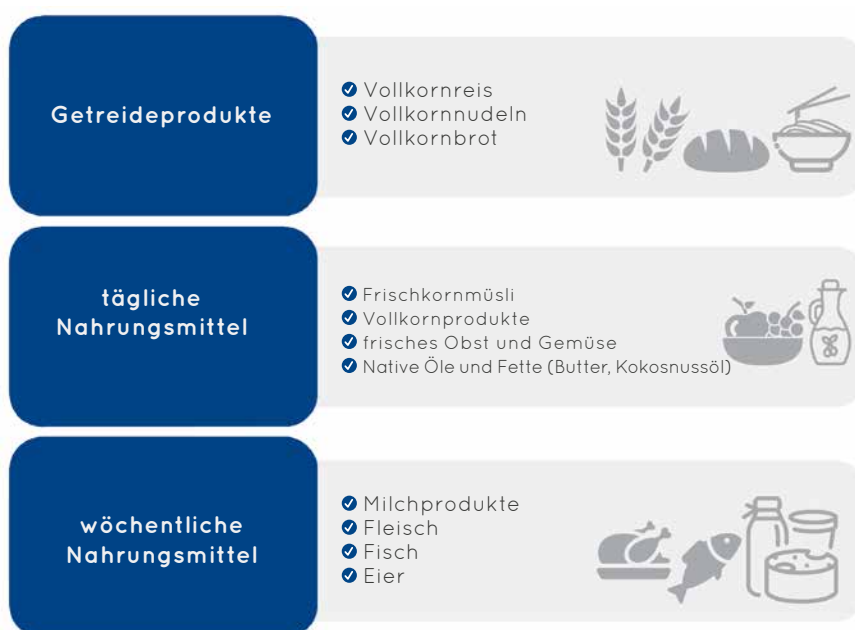 Getreideprodukte
Vollkornreis
Vollkornnudeln
Vollkornbrot
tägliche
Nahrungsmittel
Frischkornmüsli
Vollkornprodukte
frisches Obst und Gemüse
Native Öle und Fette (Butter, Kokosnussöl)
wöchentliche
Nahrungsmittel
Milchprodukte
Fleisch
Fisch
Eier